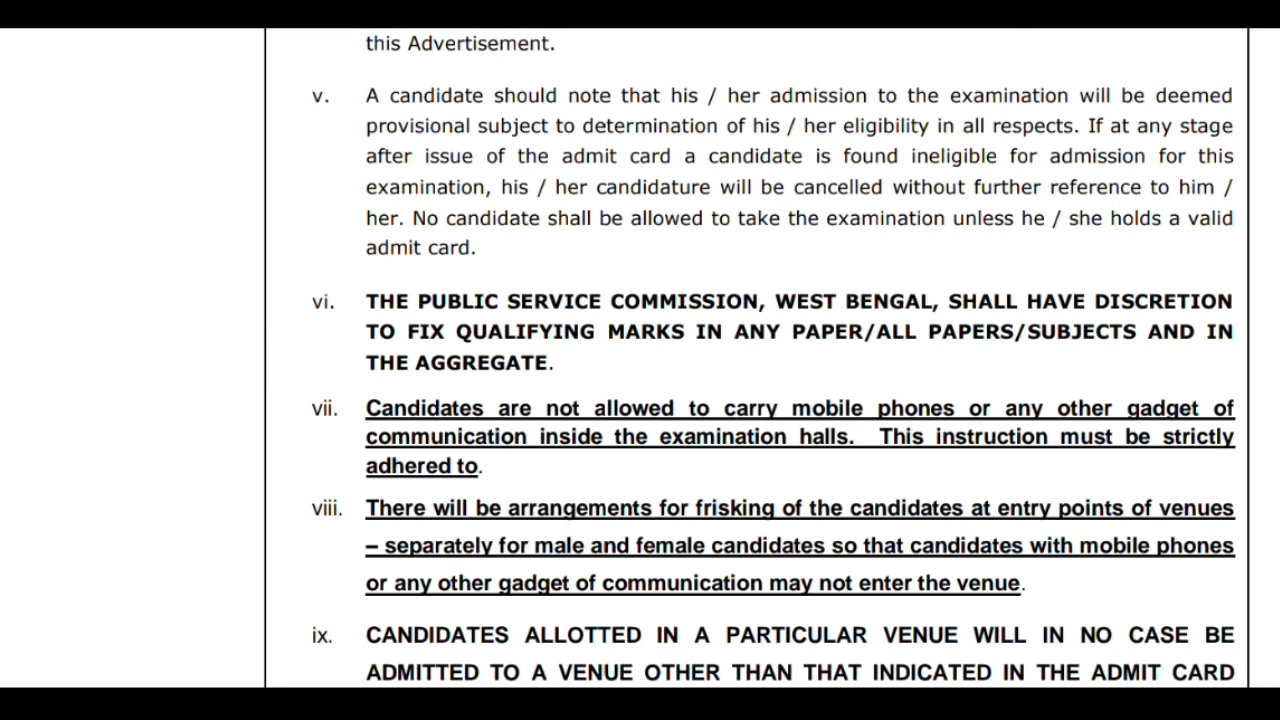 this Advertisement.
v. A candidate should note that his / her admission to the examination will be deemed
provisional subject to determination of his / her eligibility in all respects. If at any stage
after issue of the admit card a candidate is found ineligible for admission for this
examination, his / her candidature will be cancelled without further reference to him /
her. No candidate shall be allowed to take the examination unless he / she holds a valid
admit card.
vi. THE PUBLIC SERVICE COMMISSION, WEST BENGAL, SHALL HAVE DISCRETION
TO FIX QUALIFYING MARKS IN ANY PAPER/ALL PAPERS/SUBJECTS AND IN
THE AGGREGATE.
vii. Candidates are not allowed to carry mobile phones or any other gadget of
communication inside the examination halls. This instruction must be strictly
adhered to.
viii. There will be arrangements for frisking of the candidates at entry points of venues
– separately for male and female candidates so that candidates with mobile phones
or any other gadget of communication may not enter the venue.
ix. CANDIDATES ALLOTTED IN A PARTICULAR VENUE WILL IN NO CASE BE
ADMITTED TO A VENUE OTHER THAN THAT INDICATED IN THE ADMIT CARD